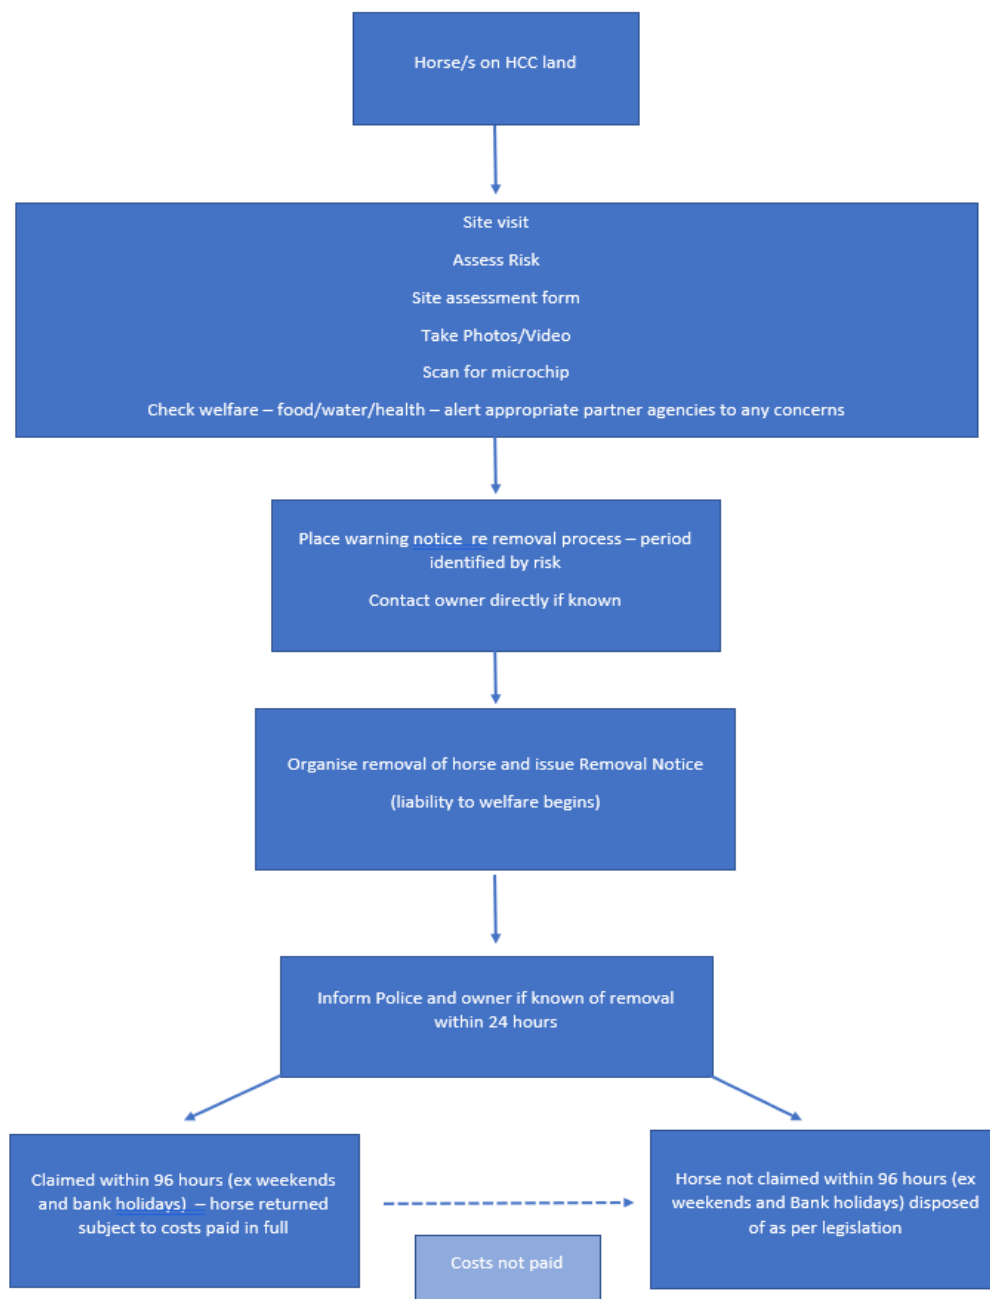 Horse/s on HCC land
Site visit
Assess Risk
Site assessment form
Take Photos/Video
Scan for microchip
Check welfare – food/water/health – alert appropriate partner agencies to any concerns
Place warning notice  re removal process – period
identified by risk
Contact owner directly if known
Organise removal of horse and issue Removal Notice
(liability to welfare begins)
Inform Police and owner if known of removal
within 24 hours
Claimed within 96 hours (ex weekends
and bank holidays)  – horse returned
subject to costs paid in full
Horse not claimed within 96 hours (ex
weekends and Bank holidays) disposed
of as per legislation
Costs not paid